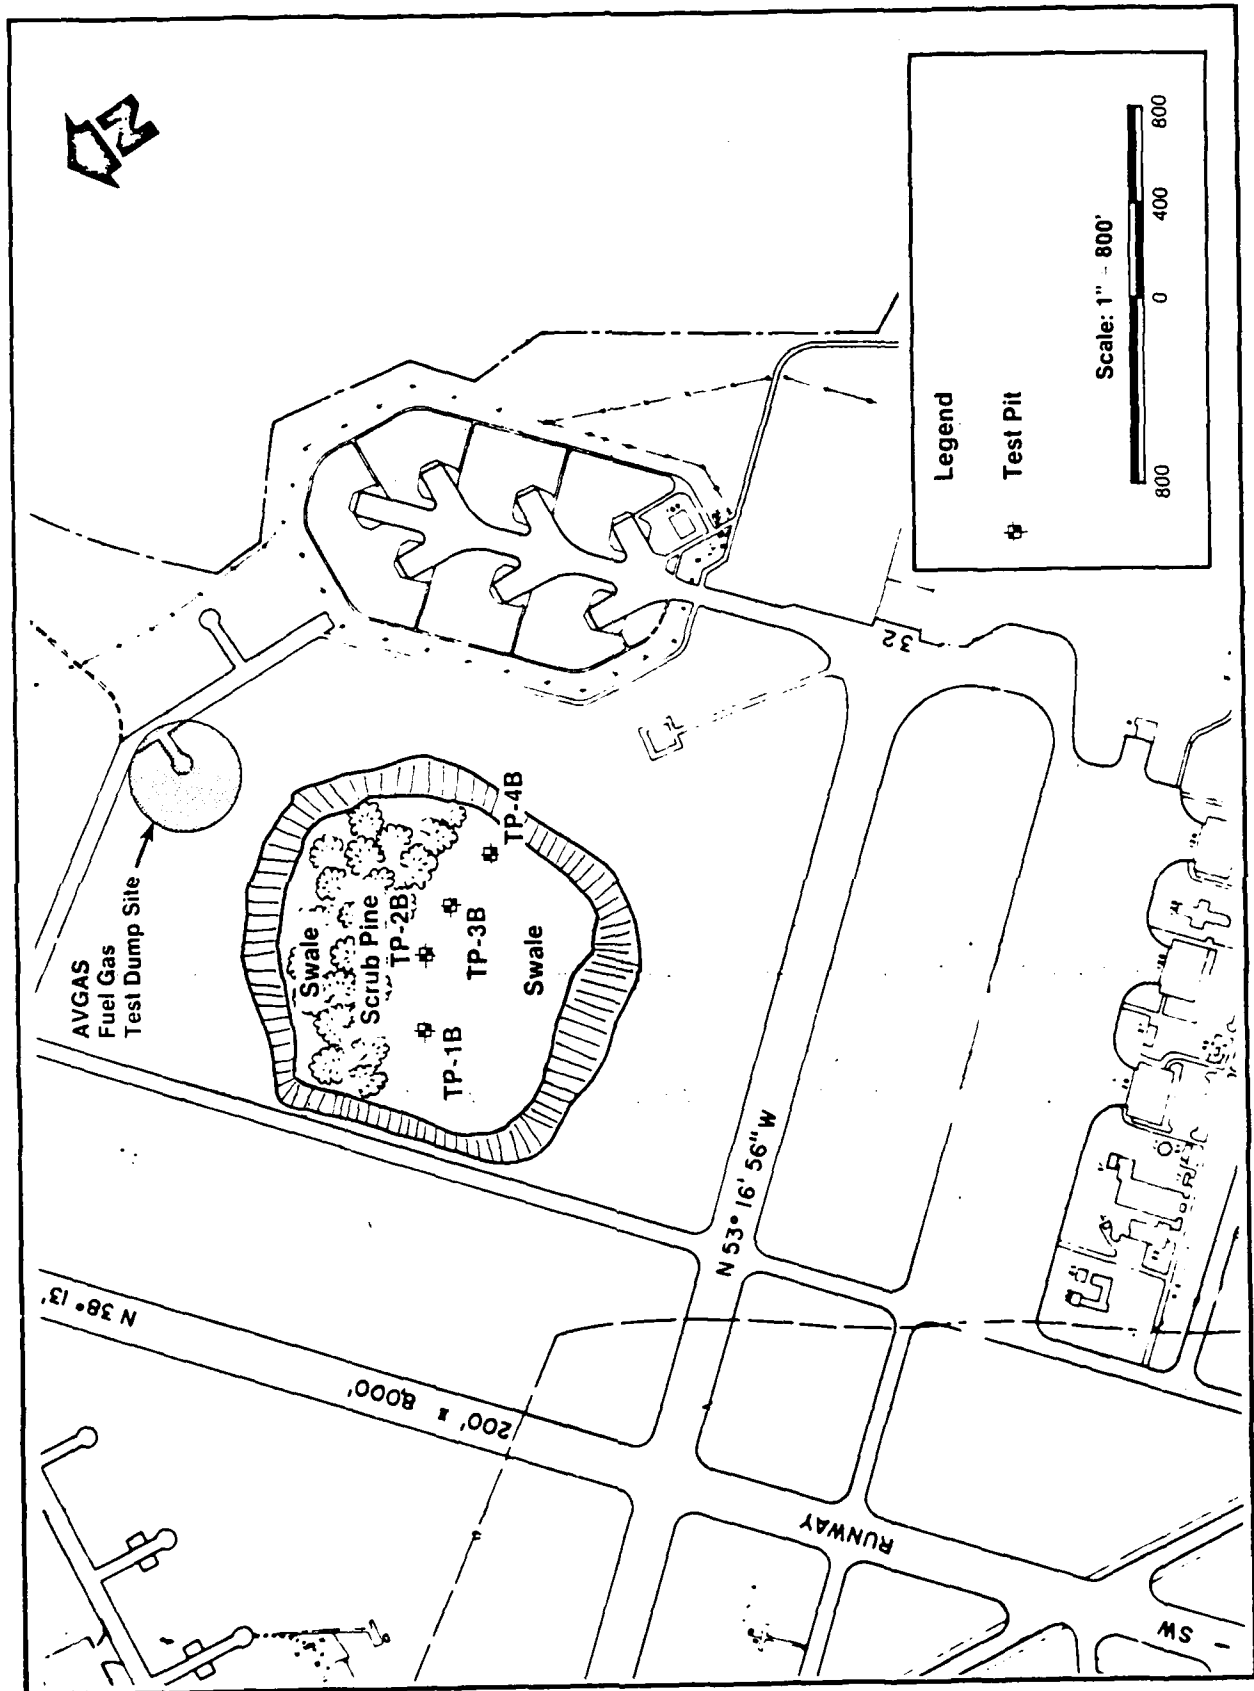 N
AVGAS
Fuel Gas
Test Dump Site
Swale
Scrub Pine
TP-2B
TP-1B
TP-3B
TP-4B
Swale
N 38° 13'
200' x 8,000'
N 53° 16' 56" W
RUNWAY
SW
32
Legend
Test Pit
Scale: 1" - 800'
800 0 400 800